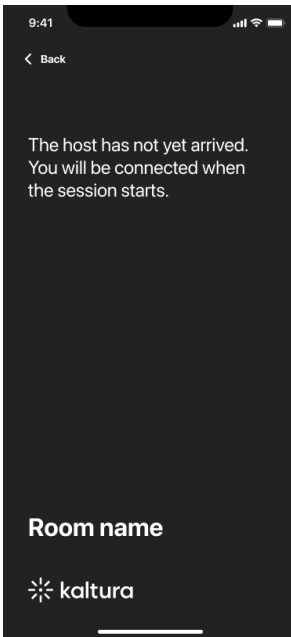 9:41
Back
The host has not yet arrived.
You will be connected when
the session starts.
Room name
kaltura